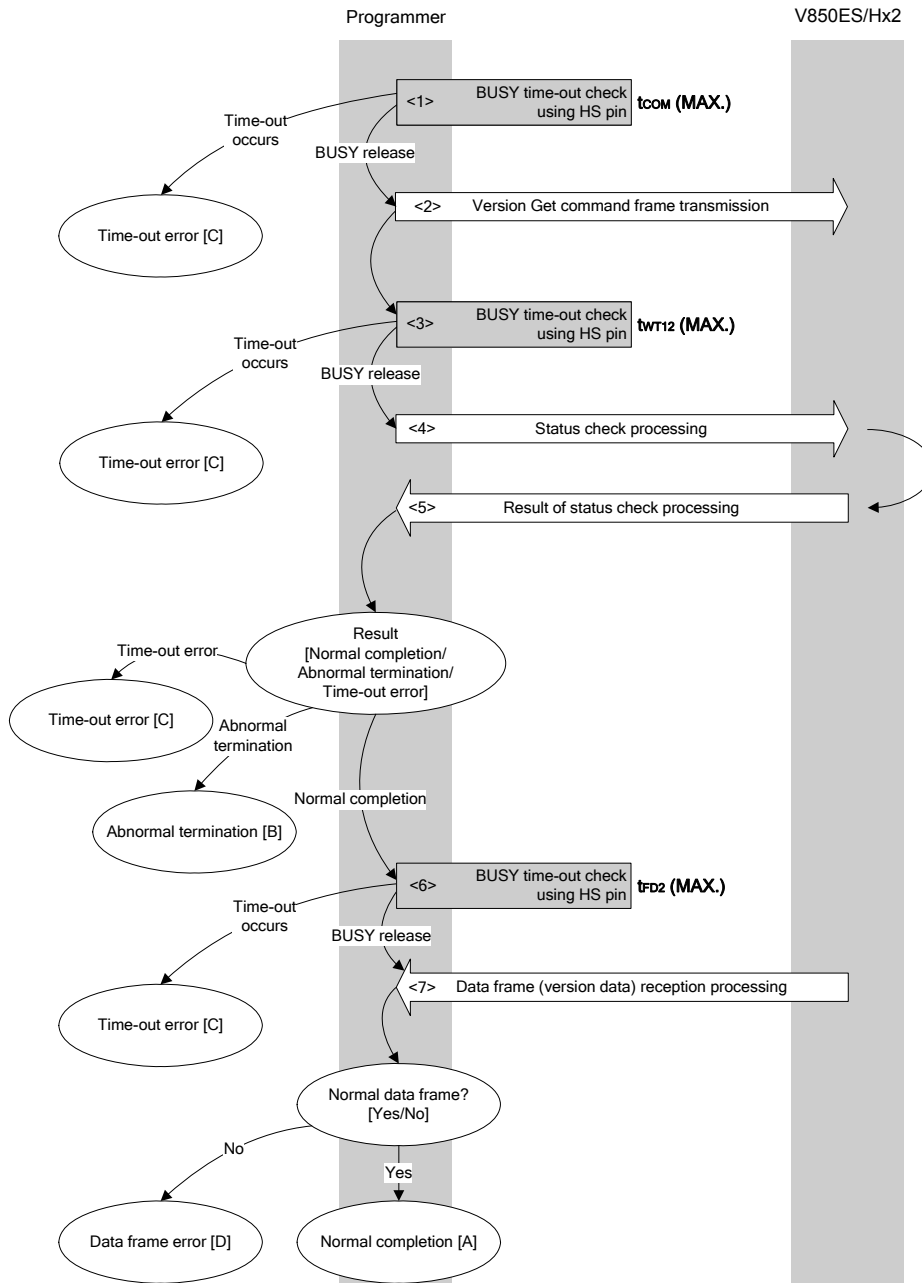 Programmer
V850ES/Hx2
<1>
BUSY time-out check
using HS pin
tCOM (MAX.)
Time-out
occurs
BUSY release
<2>
Version Get command frame transmission
Time-out error [C]
<3>
BUSY time-out check
using HS pin
tWT12 (MAX.)
Time-out
occurs
BUSY release
<4>
Status check processing
Time-out error [C]
<5>
Result of status check processing
Result
[Normal completion/
Abnormal termination/
Time-out error]
Time-out error
Time-out error [C]
Abnormal
termination
Normal completion
Abnormal termination [B]
<6>
BUSY time-out check
using HS pin
tFD2 (MAX.)
Time-out
occurs
BUSY release
<7>
Data frame (version data) reception processing
Time-out error [C]
Normal data frame?
[Yes/No]
No
Yes
Data frame error [D]
Normal completion [A]